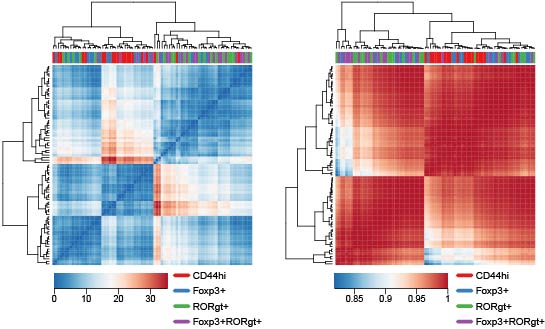 CD44hi
Foxp3+
RORgt+
Foxp3+RORgt+
0 10 20 30
CD44hi
Foxp3+
RORgt+
Foxp3+RORgt+
0.85 0.9 0.95 1